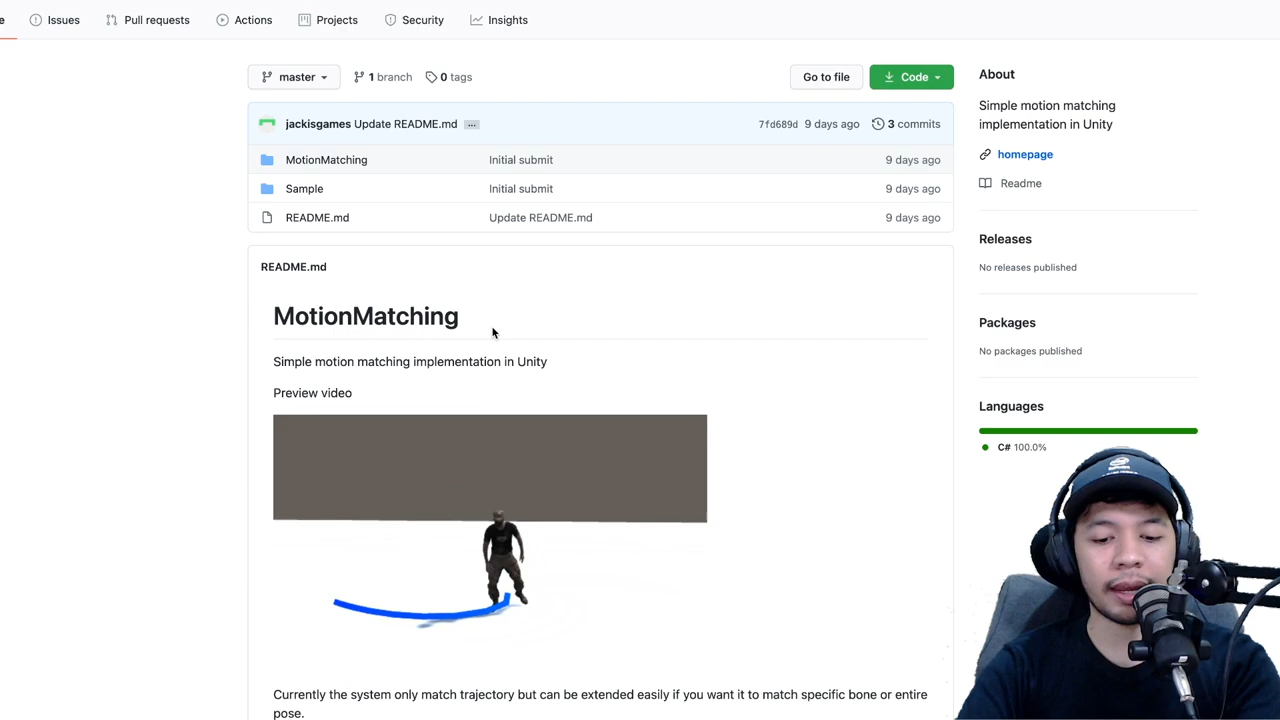 e Issues Pull requests Actions Projects Security Insights
master 1 branch 0 tags Go to file Code
jackisgames Update README.md ... 7fd689d 9 days ago 3 commits
MotionMatching Initial submit 9 days ago
Sample Initial submit 9 days ago
README.md Update README.md 9 days ago
README.md
MotionMatching
Simple motion matching implementation in Unity
Preview video
Currently the system only match trajectory but can be extended easily if you want it to match specific bone or entire
pose.
About
Simple motion matching
implementation in Unity
homepage
Readme
Releases
No releases published
Packages
No packages published
Languages
C# 100.0%